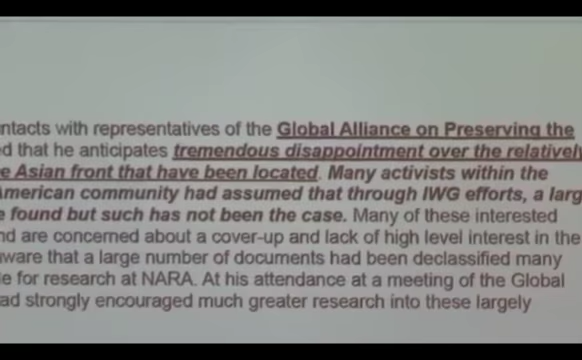 ntacts with representatives of the Global Alliance on Preserving the
d that he anticipates tremendous disappointment over the relatively
e Asian front that have been located. Many activists within the
American community had assumed that through IWG efforts, a larg
e found but such has not been the case. Many of these interested
nd are concerned about a cover-up and lack of high level interest in the
ware that a large number of documents had been declassified many
le for research at NARA. At his attendance at a meeting of the Global
ad strongly encouraged much greater research into these largely